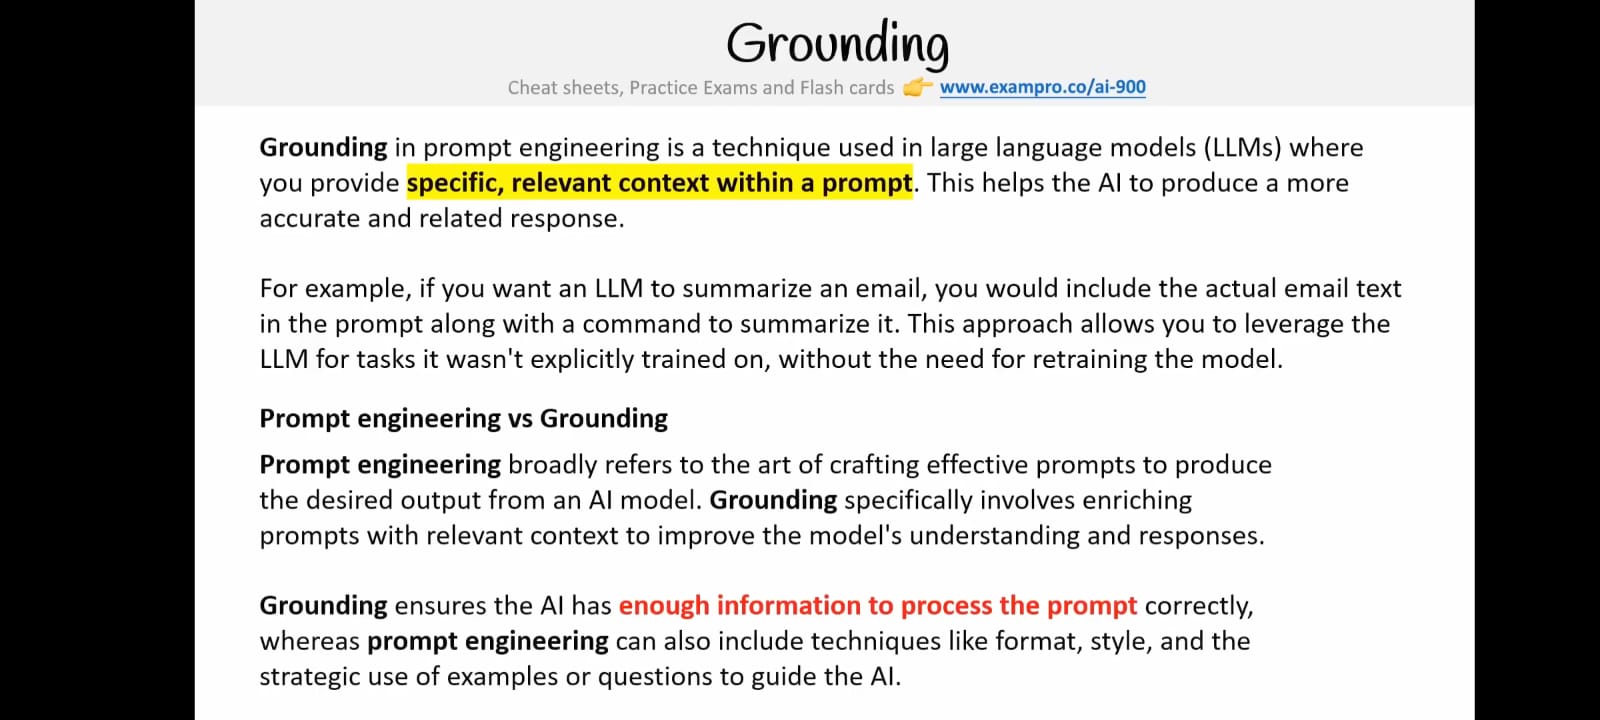 Grounding
Cheat sheets, Practice Exams and Flash cards 👉 www.exampro.co/ai-900
Grounding in prompt engineering is a technique used in large language models (LLMs) where
you provide specific, relevant context within a prompt. This helps the AI to produce a more
accurate and related response.
For example, if you want an LLM to summarize an email, you would include the actual email text
in the prompt along with a command to summarize it. This approach allows you to leverage the
LLM for tasks it wasn't explicitly trained on, without the need for retraining the model.
Prompt engineering vs Grounding
Prompt engineering broadly refers to the art of crafting effective prompts to produce
the desired output from an AI model. Grounding specifically involves enriching
prompts with relevant context to improve the model's understanding and responses.
Grounding ensures the AI has enough information to process the prompt correctly,
whereas prompt engineering can also include techniques like format, style, and the
strategic use of examples or questions to guide the AI.